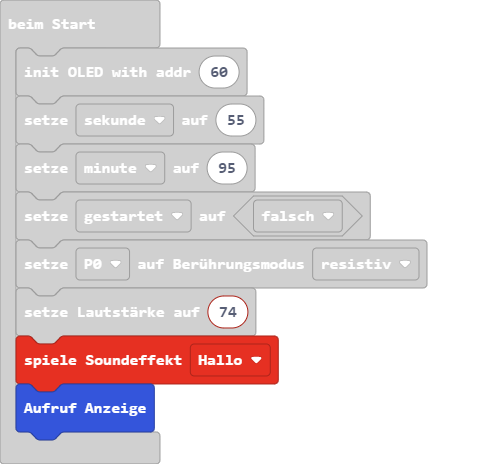 beim Start
init OLED with addr 60
setze sekunde auf 55
setze minute auf 95
setze gestartet auf falsch
setze P0 auf Berührungsmodus resistiv
setze Lautstärke auf 74
spiele Soundeffekt Hallo
Aufruf Anzeige